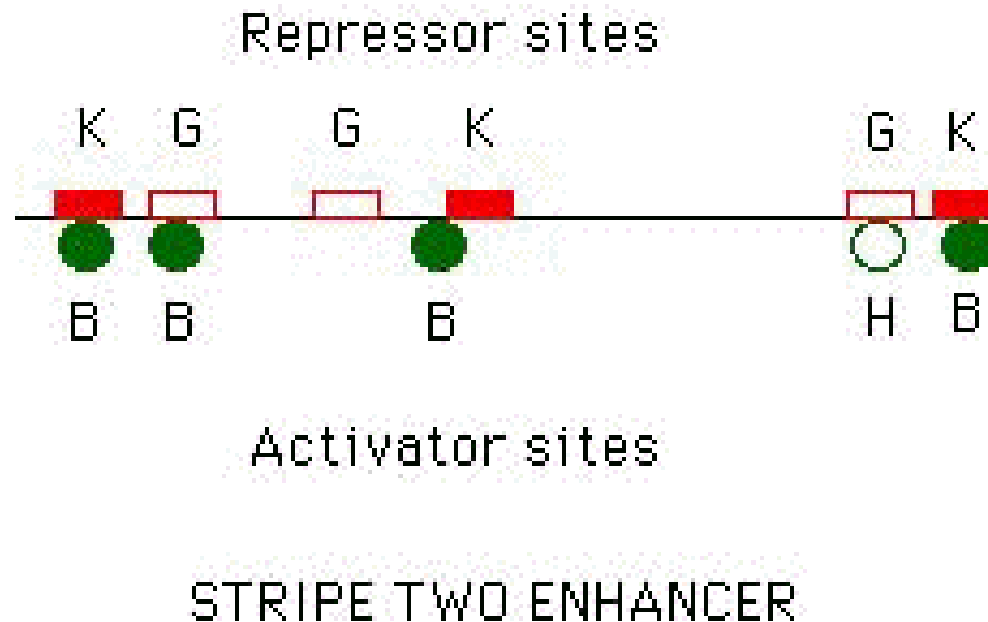 Repressor sites
K G G K G K
B B B H B
Activator sites
STRIPE TWO ENHANCER